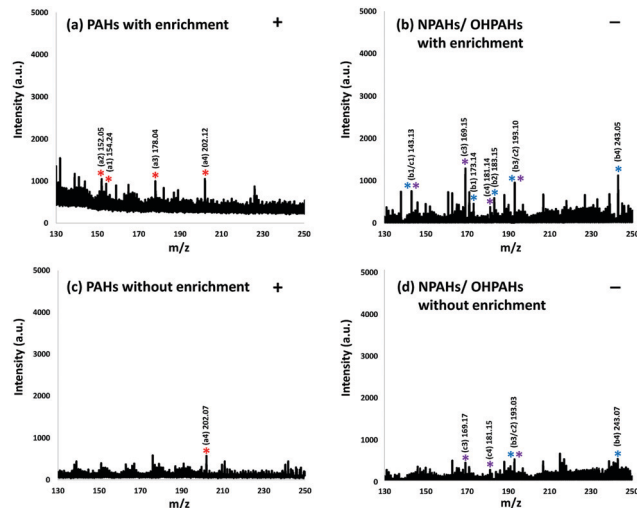 (a) PAHs with enrichment
+
Intensity (a.u.)
5000
4000
3000
2000
1000
0
(a2) 152.05
(a1) 154.24
(a3) 178.04
(a4) 202.12
*
*
*
*
130
150
170
190
210
230
250
m/z
(b) NPAHs/ OHPAHs
with enrichment
–
Intensity (a.u.)
5000
4000
3000
2000
1000
0
(b1/c1) 143.13
(c3) 169.15
(b1) 173.14
(c4) 181.14
(b2) 183.15
(b3/c2) 193.10
(b4) 243.05
*
*
*
*
*
*
*
*
*
130
150
170
190
210
230
250
m/z
(c) PAHs without enrichment
+
Intensity (a.u.)
5000
4000
3000
2000
1000
0
(a4) 202.07
*
130
150
170
190
210
230
250
m/z
(d) NPAHs/ OHPAHs
without enrichment
–
Intensity (a.u.)
5000
4000
3000
2000
1000
0
(c3) 169.17
(c4) 181.15
(b3/c2) 193.03
(b4) 243.07
*
*
*
*
*
130
150
170
190
210
230
250
m/z